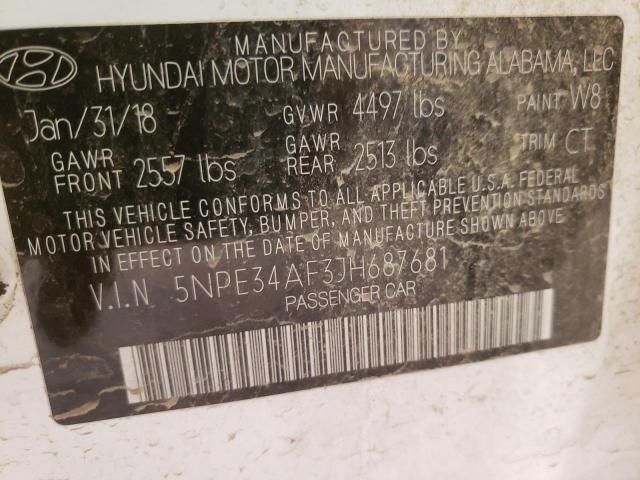 MANUFACTURED BY
HYUNDAI MOTOR MANUFACTURING ALABAMA, LLC
Jan/31/18 GVWR 4497 lbs PAINT W8
GAWR FRONT 2557 lbs GAWR REAR 2513 lbs TRIM CT
THIS VEHICLE CONFORMS TO ALL APPLICABLE U.S.A. FEDERAL
MOTOR VEHICLE SAFETY, BUMPER, AND THEFT PREVENTION STANDARDS
IN EFFECT ON THE DATE OF MANUFACTURE SHOWN ABOVE
V.I.N. 5NPE34AF3JH687681
PASSENGER CAR